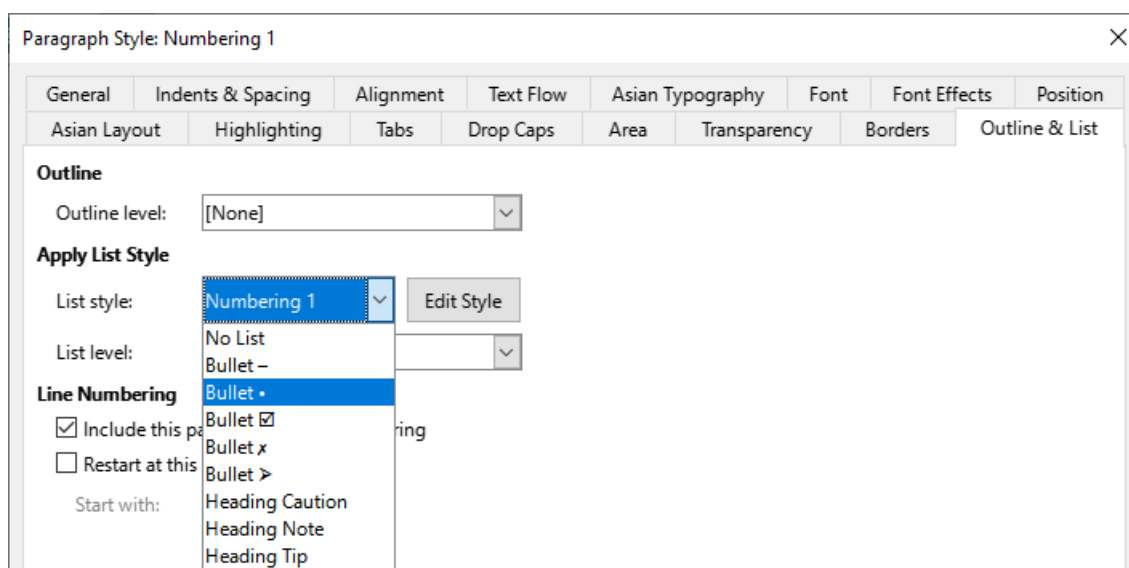 Paragraph Style: Numbering 1
General Indents & Spacing Alignment Text Flow Asian Typography Font Font Effects Position
Asian Layout Highlighting Tabs Drop Caps Area Transparency Borders Outline & List
Outline
Outline level: [None]
Apply List Style
List style: Numbering 1 Edit Style
No List
List level:
Bullet –
Line Numbering
Bullet •
Bullet ☑
Include this pa ring
Bullet ✗
Restart at this
Bullet ➢
Start with:
Heading Caution
Heading Note
Heading Tip